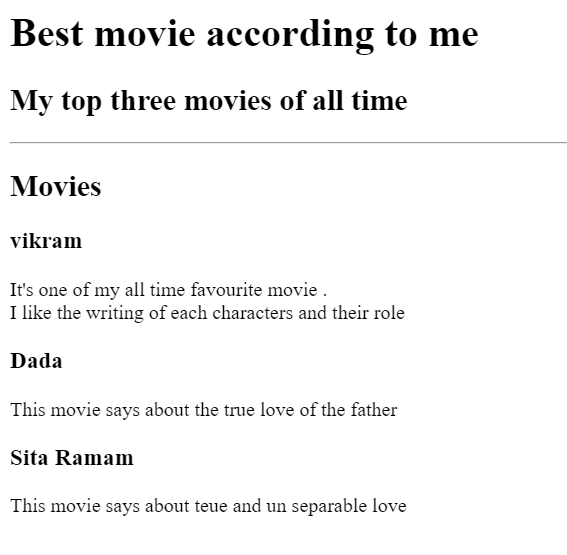 Best movie according to me
My top three movies of all time
Movies
vikram
It's one of my all time favourite movie .
I like the writing of each characters and their role
Dada
This movie says about the true love of the father
Sita Ramam
This movie says about teue and un separable love